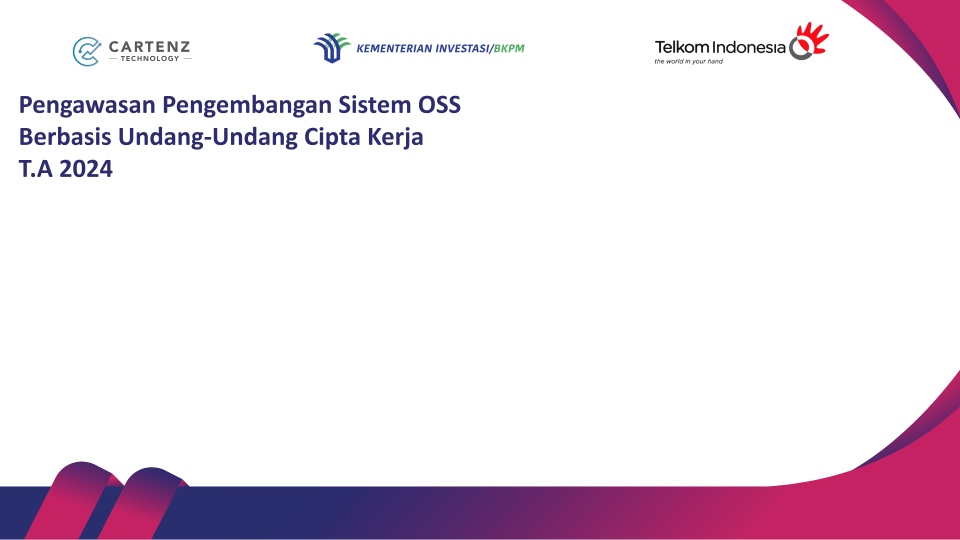 CARTENZ
TECHNOLOGY
KEMENTERIAN INVESTASI/BKPM
Telkom Indonesia
the world in your hand
Pengawasan Pengembangan Sistem OSS
Berbasis Undang-Undang Cipta Kerja
T.A 2024